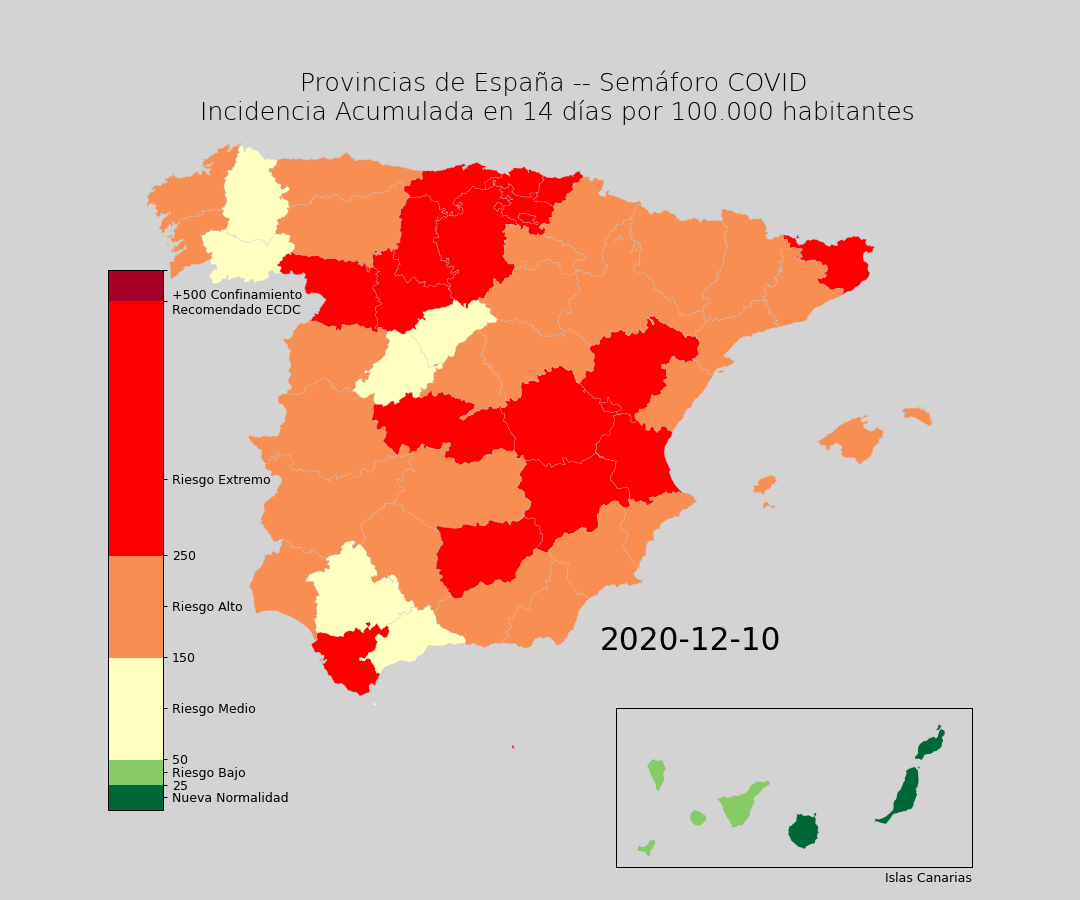 Provincias de España -- Semáforo COVID
Incidencia Acumulada en 14 días por 100.000 habitantes
+500 Confinamiento
Recomendado ECDC
Riesgo Extremo
250
Riesgo Alto
150
Riesgo Medio
50
Riesgo Bajo
25
Nueva Normalidad
2020-12-10
Islas Canarias